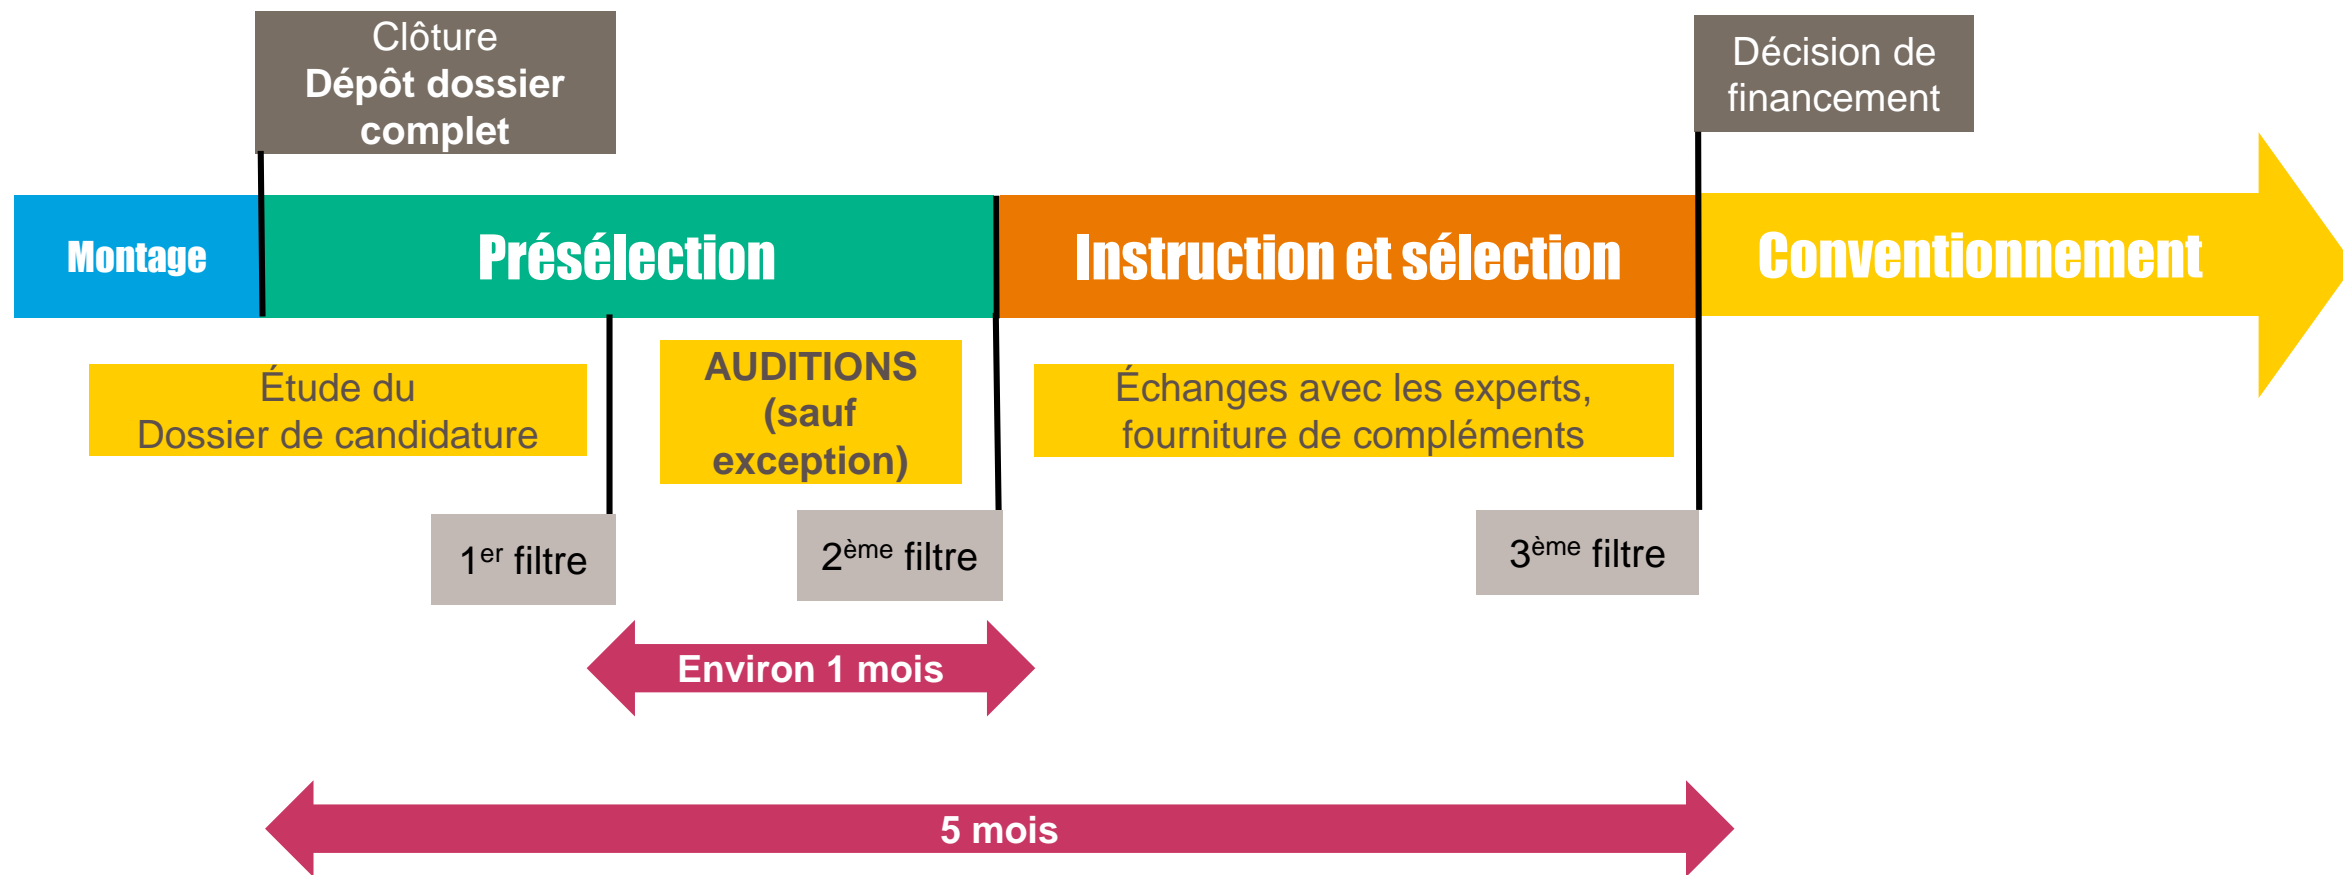 Clôture
Dépôt dossier
complet
Décision de
financement
Montage
Présélection
Instruction et sélection
Conventionnement
Étude du
Dossier de candidature
AUDITIONS
(sauf
exception)
Échanges avec les experts,
fourniture de compléments
1er filtre
2ème filtre
3ème filtre
Environ 1 mois
5 mois